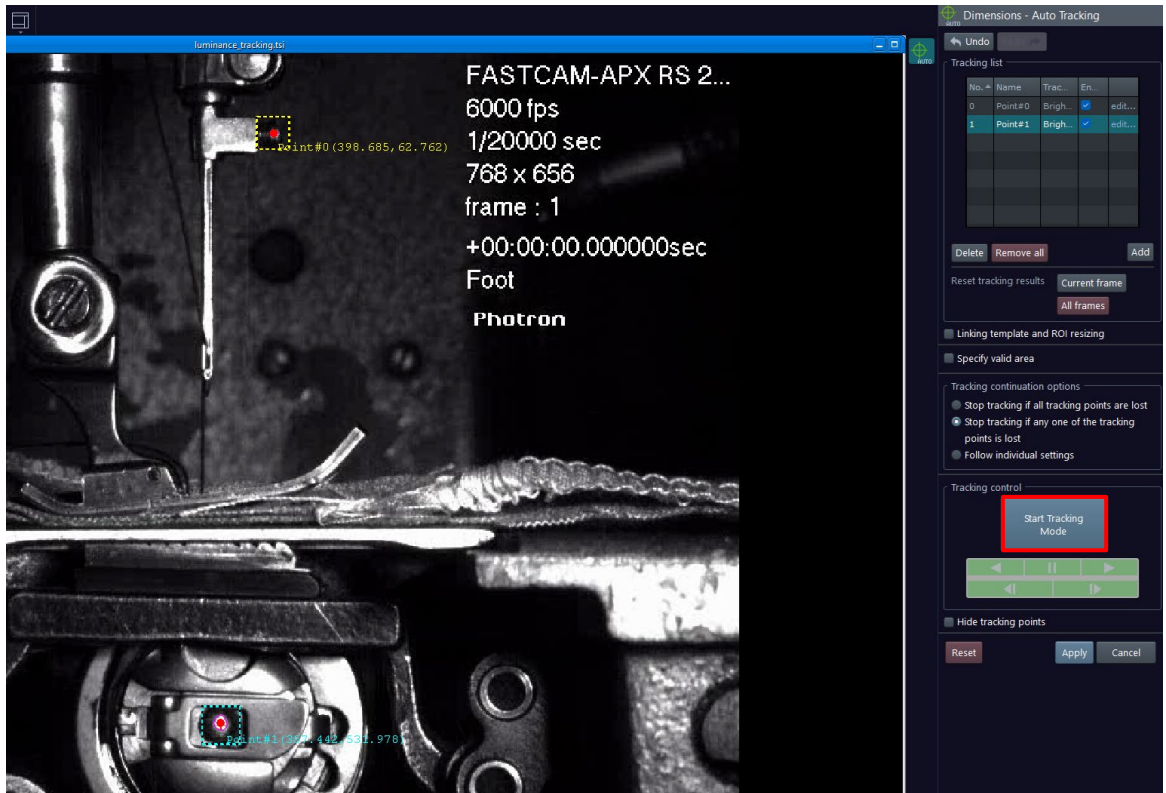 luminance_tracking.tsi
FASTCAM-APX RS 2...
6000 fps
1/20000 sec
768 x 656
frame : 1
+00:00:00.000000sec
Foot
Photron
Point#0(398.685,62.762)
AUTO
AUTO
Dimensions - Auto Tracking
Undo
Tracking list
No. Name Trac... En...
0 Point#0 Brigh... edit...
1 Point#1 Brigh... edit...
Delete Remove all Add
Reset tracking results Current frame
All frames
Linking template and ROI resizing
Specify valid area
Tracking continuation options
Stop tracking if all tracking points are lost
Stop tracking if any one of the tracking
points is lost
Follow individual settings
Tracking control
Start Tracking
Mode
Hide tracking points
Reset Apply Cancel